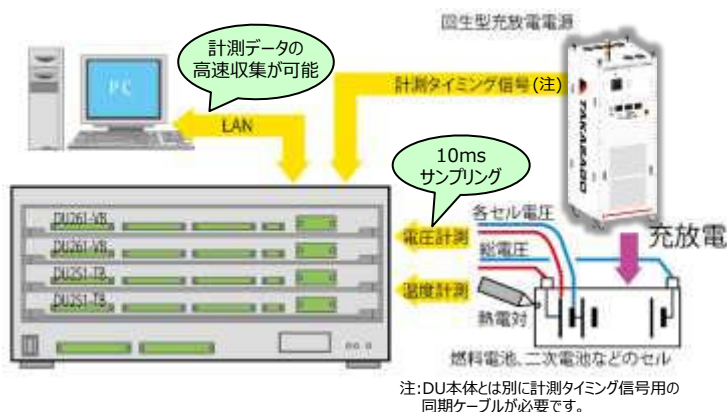 回生型充放電電源
計測データの
高速収集が可能
PC
計測タイミング信号(注)
TAKASAGO
LAN
10ms
サンプリング
DU261-VB
DU261-VB
DU251-TB
DU251-TB
電圧計測
各セル電圧
総電圧
充放電
温度計測
熱電対
燃料電池、二次電池などのセル
注:DU本体とは別に計測タイミング信号用の
同期ケーブルが必要です。